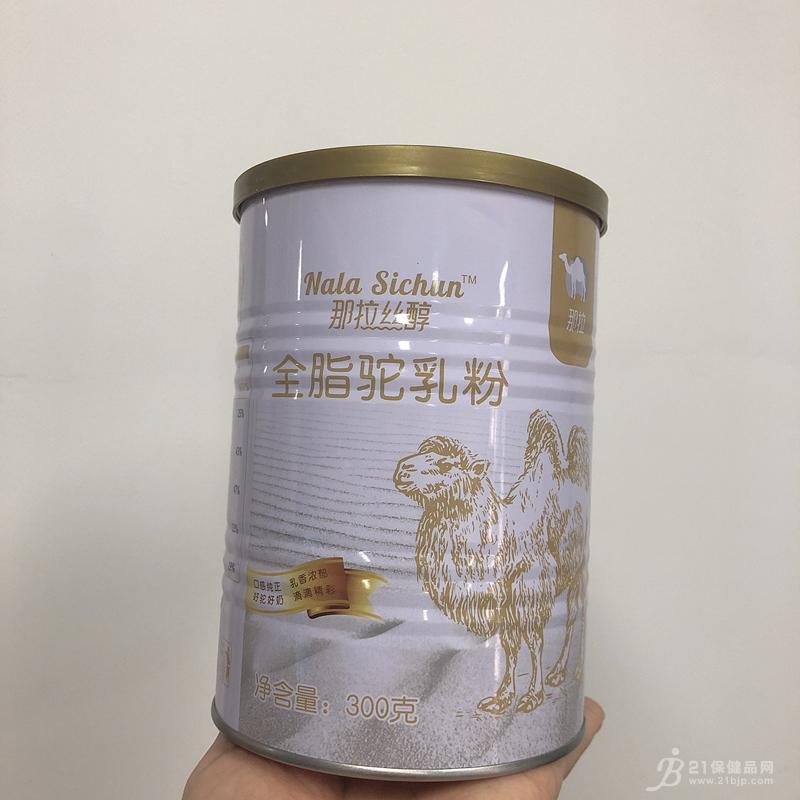 Nala Sichun™
那拉丝醇
那拉
全脂驼乳粉
25%
口感纯正 乳香浓郁
好驼好奶 滴滴精彩
净含量：300克
21保健品网
www.21bjp.com